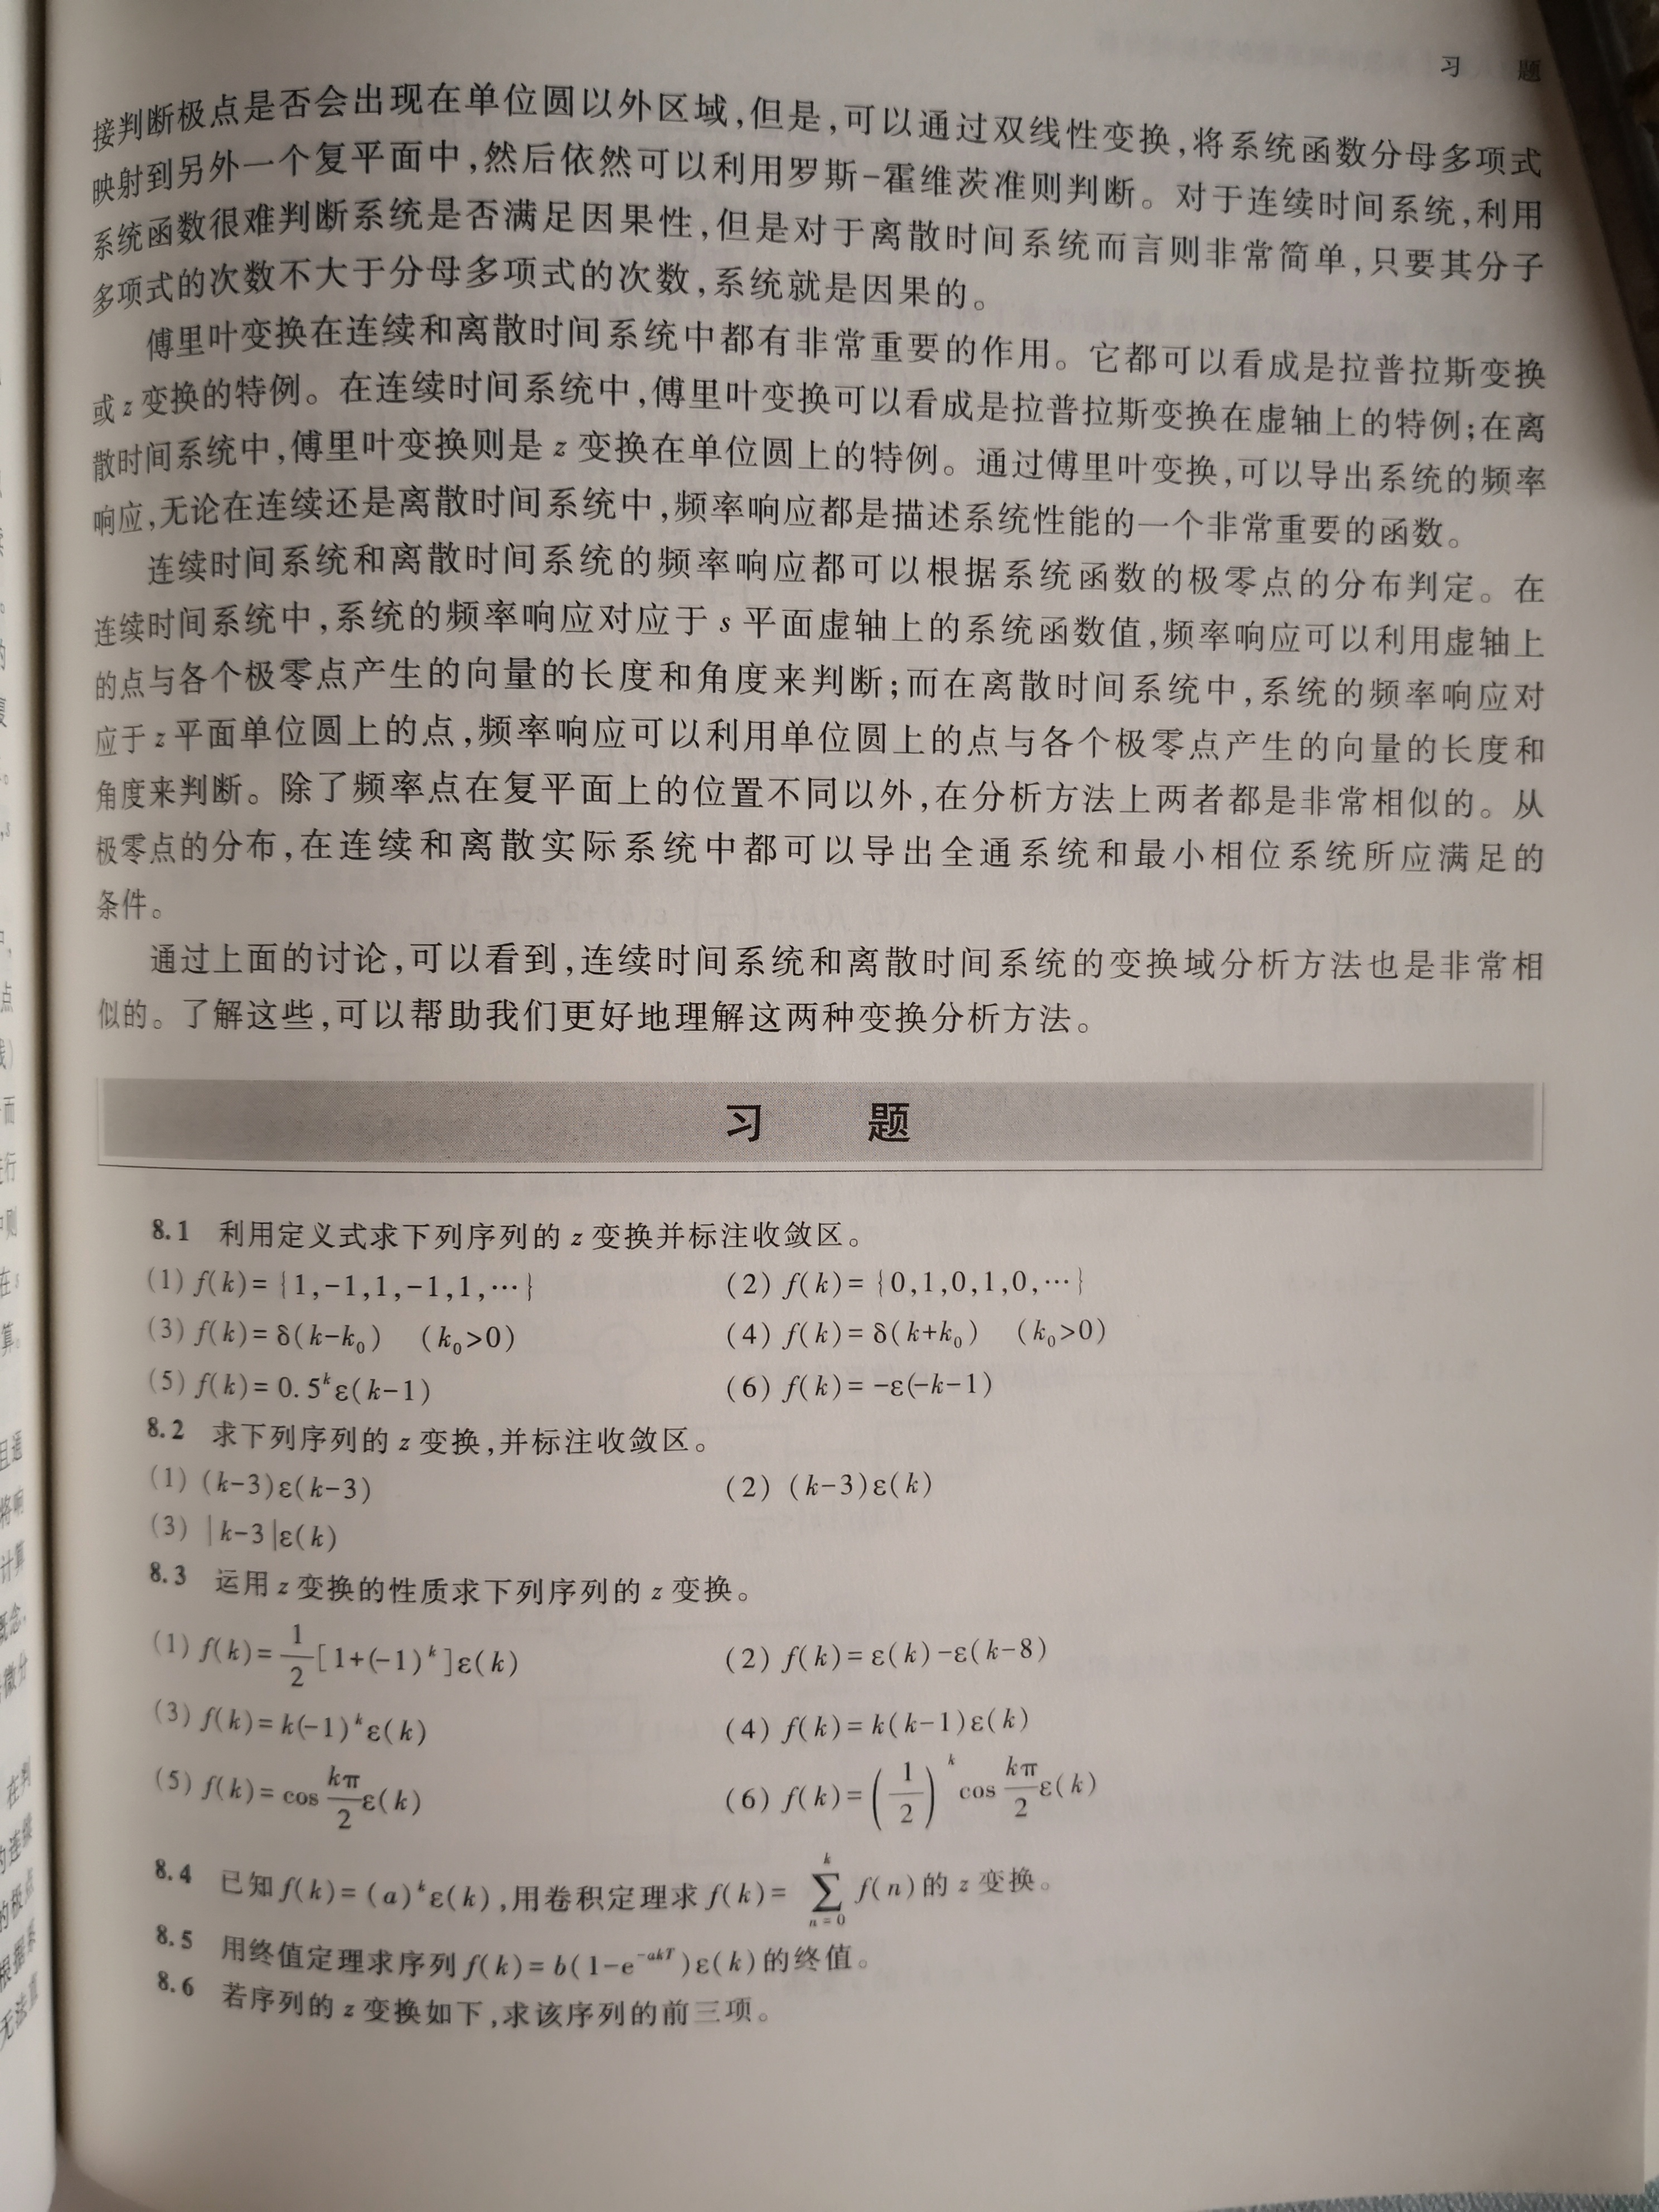 习 题
接判断极点是否会出现在单位圆以外区域,但是,可以通过双线性变换,将系统函数分母多项式
映射到另外一个复平面中,然后依然可以利用罗斯-霍维茨准则判断。对于连续时间系统,利用
系统函数很难判断系统是否满足因果性,但是对于离散时间系统而言则非常简单,只要其分子
多项式的次数不大于分母多项式的次数,系统就是因果的。
傅里叶变换在连续和离散时间系统中都有非常重要的作用。它都可以看成是拉普拉斯变换
或 z 变换的特例。在连续时间系统中,傅里叶变换可以看成是拉普拉斯变换在虚轴上的特例;在离
散时间系统中,傅里叶变换则是 z 变换在单位圆上的特例。通过傅里叶变换,可以导出系统的频率
响应,无论在连续还是离散时间系统中,频率响应都是描述系统性能的一个非常重要的函数。
连续时间系统和离散时间系统的频率响应都可以根据系统函数的极零点的分布判定。在
连续时间系统中,系统的频率响应对应于 s 平面虚轴上的系统函数值,频率响应可以利用虚轴上
的点与各个极零点产生的向量的长度和角度来判断;而在离散时间系统中,系统的频率响应对
应于 z 平面单位圆上的点,频率响应可以利用单位圆上的点与各个极零点产生的向量的长度和
角度来判断。除了频率点在复平面上的位置不同以外,在分析方法上两者都是非常相似的。从
极零点的分布,在连续和离散实际系统中都可以导出全通系统和最小相位系统所应满足的
条件。
通过上面的讨论,可以看到,连续时间系统和离散时间系统的变换域分析方法也是非常相
似的。了解这些,可以帮助我们更好地理解这两种变换分析方法。
习 题
8.1 利用定义式求下列序列的 z 变换并标注收敛区。
(1) f(k)={1,-1,1,-1,1,…} (2) f(k)={0,1,0,1,0,…}
(3) f(k)=δ(k-k₀) (k₀>0) (4) f(k)=δ(k+k₀) (k₀>0)
(5) f(k)=0.5ᵏε(k-1) (6) f(k)=-ε(-k-1)
8.2 求下列序列的 z 变换,并标注收敛区。
(1) (k-3)ε(k-3) (2) (k-3)ε(k)
(3) |k-3|ε(k)
8.3 运用 z 变换的性质求下列序列的 z 变换。
(1) f(k)=1/2[1+(-1)ᵏ]ε(k) (2) f(k)=ε(k)-ε(k-8)
(3) f(k)=k(-1)ᵏε(k) (4) f(k)=k(k-1)ε(k)
(5) f(k)=cos kπ/2 ε(k) (6) f(k)=(1/2)ᵏ cos kπ/2 ε(k)
8.4 已知 f(k)=(a)ᵏε(k),用卷积定理求 f(k)=∑ₙ₌₀ᵏ f(n)的 z 变换。
8.5 用终值定理求序列 f(k)=b(1-e^{-akT})ε(k)的终值。
8.6 若序列的 z 变换如下,求该序列的前三项。